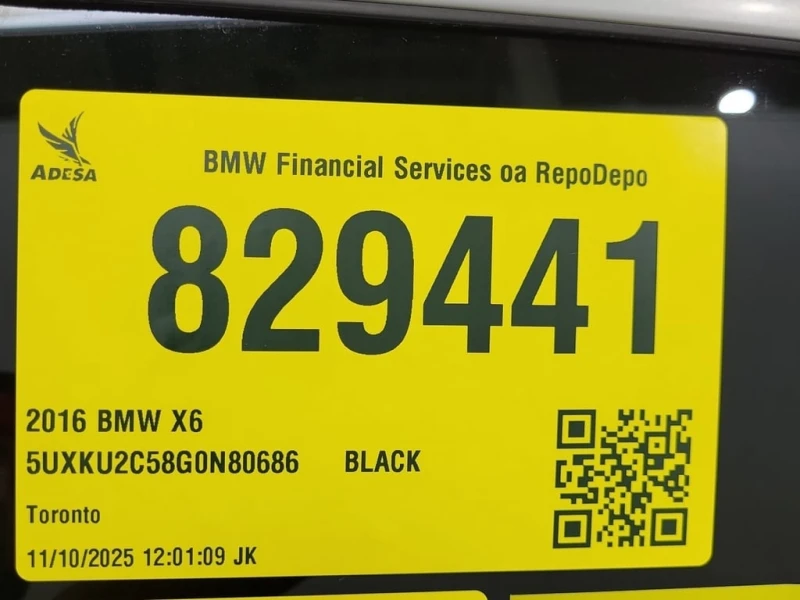 ADESA
BMW Financial Services oa RepoDepo
829441
2016 BMW X6
5UXKU2C58G0N80686 BLACK
Toronto
11/10/2025 12:01:09 JK